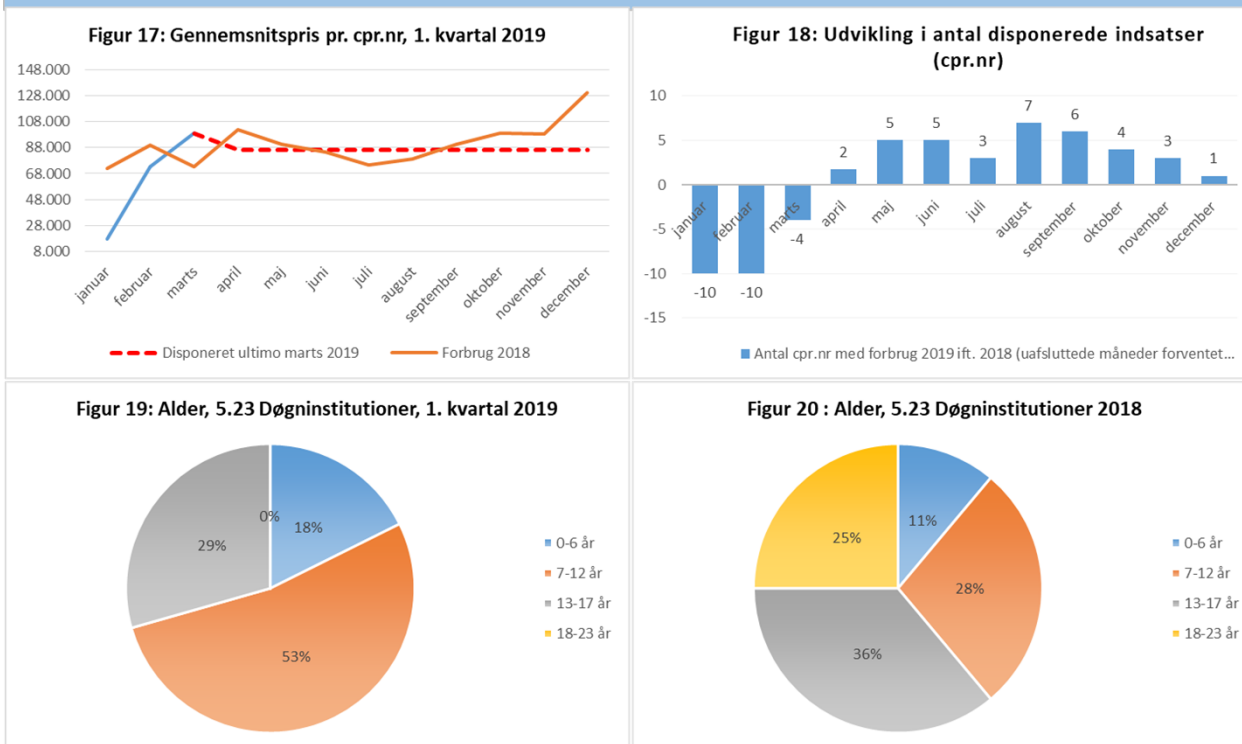 Figur 17: Gennemsnitspris pr. cpr.nr, 1. kvartal 2019
148.000
128.000
108.000
88.000
68.000
48.000
28.000
8.000
januar
februar
marts
april
maj
juni
juli
august
september
oktober
november
december
Disponeret ultimo marts 2019
Forbrug 2018
Figur 18: Udvikling i antal disponerede indsatser
(cpr.nr)
10
5
0
-5
-10
-15
-10
-10
-4
2
5
5
3
7
6
4
3
1
januar
februar
marts
april
maj
juni
juli
august
september
oktober
november
december
Antal cpr.nr med forbrug 2019 ift. 2018 (uafsluttede måneder forventet...
Figur 19: Alder, 5.23 Døgninstitutioner, 1. kvartal 2019
0%
18%
29%
53%
0-6 år
7-12 år
13-17 år
18-23 år
Figur 20 : Alder, 5.23 Døgninstitutioner 2018
11%
25%
28%
36%
0-6 år
7-12 år
13-17 år
18-23 år